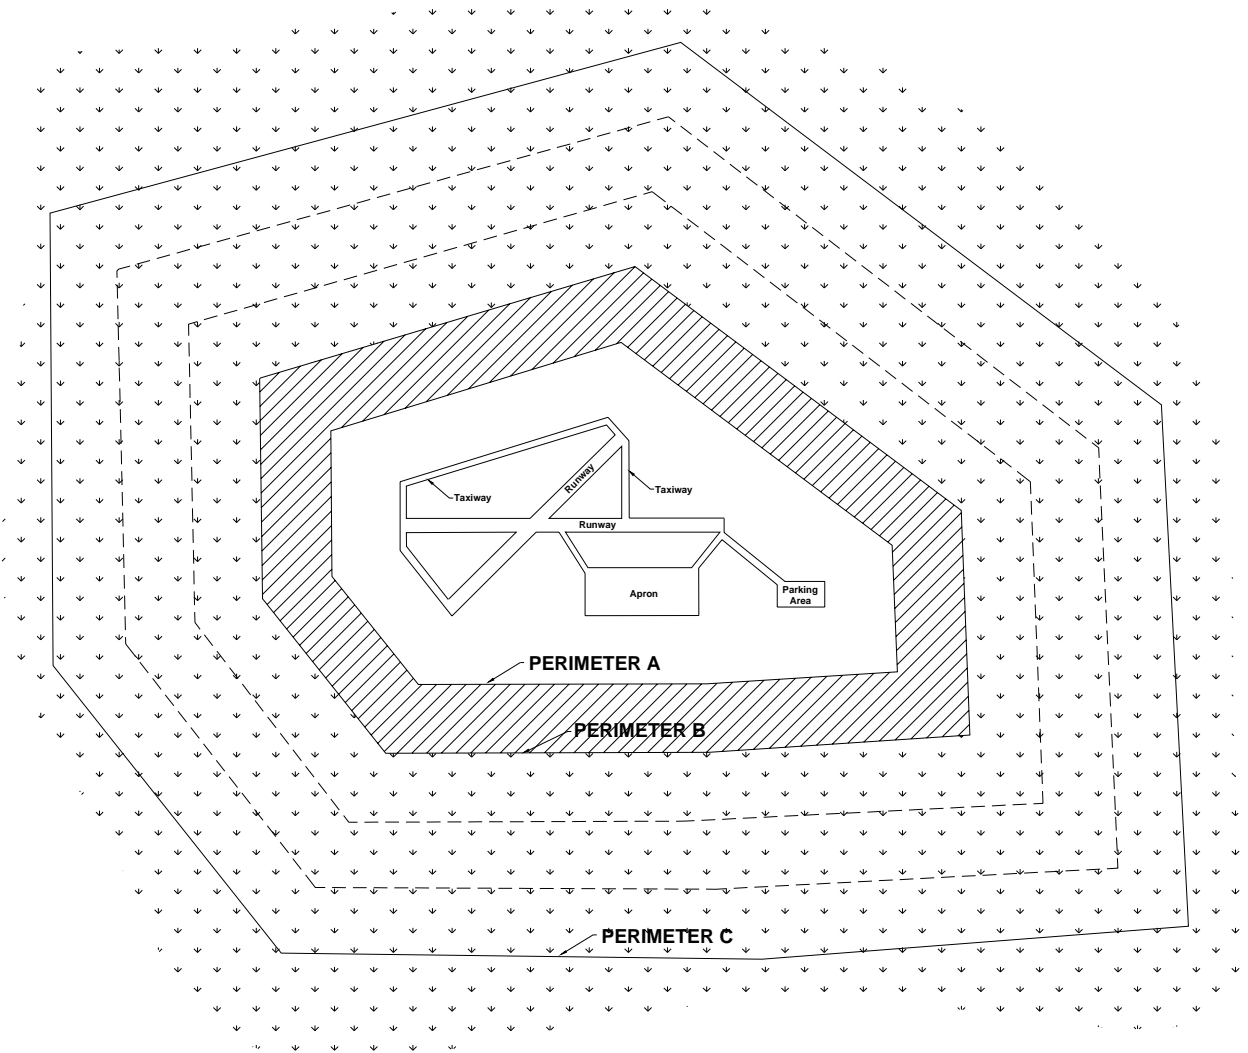 Runway
Taxiway
Taxiway
Runway
Apron
Parking
Area
PERIMETER A
PERIMETER B
PERIMETER C